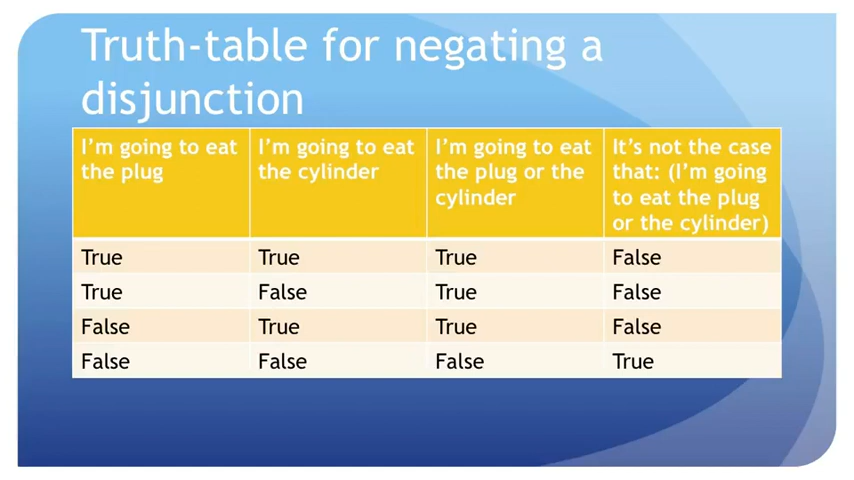 Truth-table for negating a
disjunction
I'm going to eat
the plug
I'm going to eat
the cylinder
I'm going to eat
the plug or the
cylinder
It's not the case
that: (I'm going
to eat the plug
or the cylinder)
True True True False
True False True False
False True True False
False False False True